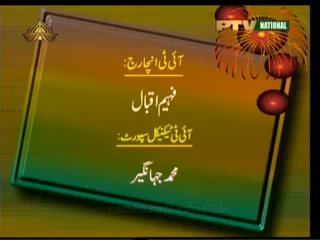 PTV NATIONAL
آئی ٹی انچارج:
فہیم اقبال
آئی ٹی ٹیکنیکل سپورٹ:
محمد جہانگیر